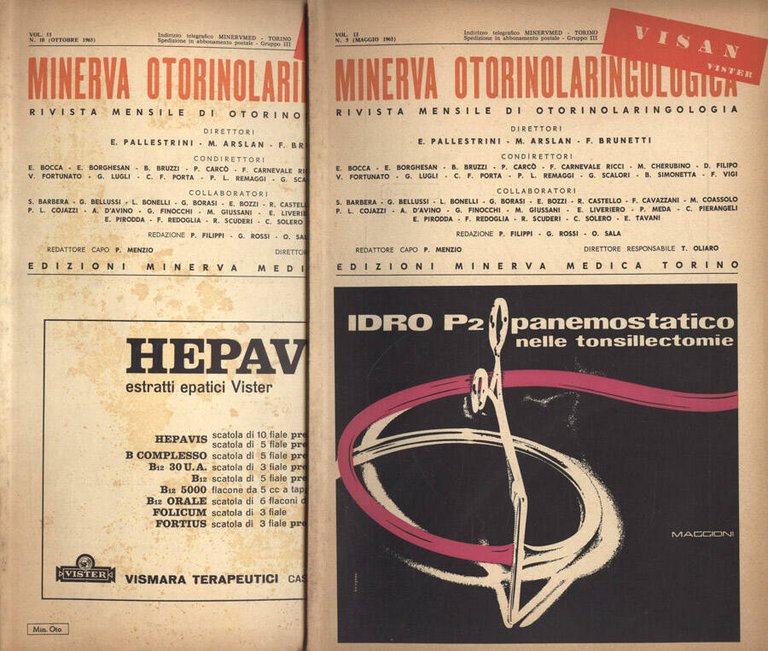 VOL. 13
N. 10 (OTTOBRE 1963)
Indirizzo telegrafico MINERVMED - TORINO
Spedizione in abbonamento postale - Gruppo III
MINERVA OTORINOLARIN
RIVISTA MENSILE DI OTORINO
DIRETTORI
E. PALLESTRINI - M. ARSLAN - F. BR
CONDIRETTORI
E. BOCCA - E. BORGHESAN - B. BRUZZI - P. CARCÒ - F. CARNEVALE RIC
V. FORTUNATO - G. LUGLI - C. F. PORTA - P. L. REMAGGI - G. SCA
COLLABORATORI
S. BARBERA - G. BELLUSSI - L. BONELLI - G. BORASI - E. BOZZI - R. CASTELLO
P. L. COJAZZI - A. D'AVINO - G. FINOCCHI - M. GIUSSANI - E. LIVERIE
E. PIRODDA - F. REDOGLIA - R. SCUDERI - C. SOLERO
REDAZIONE P. FILIPPI - G. ROSSI - O. SAL
REDATTORE CAPO P. MENZIO
DIRETTOR
EDIZIONI MINERVA MEDI
HEPAV
estratti epatici Vister
HEPAVIS scatola di 10 fiale pre
scatola di 5 fiale pre
B COMPLESSO scatola di 5 fiale pre
B12 30 U.A. scatola di 3 fiale pre
B12 scatola di 5 fiale pre
B12 5000 flacone da 5 cc a tapp
B12 ORALE scatola di 6 flaconi d
FOLICUM scatola di 3 fiale
FORTIUS scatola di 3 fiale pre
VISTER
VISMARA TERAPEUTICI CAS
Min. Oto
VOL. 13
N. 5 (MAGGIO 1963)
Indirizzo telegrafico MINERVMED - TORINO
Spedizione in abbonamento postale - Gruppo III
VISAN
VISTER
MINERVA OTORINOLARINGOLOGICA
RIVISTA MENSILE DI OTORINOLARINGOLOGIA
DIRETTORI
E. PALLESTRINI - M. ARSLAN - F. BRUNETTI
CONDIRETTORI
E. BOCCA - E. BORGHESAN - B. BRUZZI - P. CARCÒ - F. CARNEVALE RICCI - M. CHERUBINO - D. FILIPO
V. FORTUNATO - G. LUGLI - C. F. PORTA - P. L. REMAGGI - G. SCALORI - B. SIMONETTA - F. VIGI
COLLABORATORI
S. BARBERA - G. BELLUSSI - L. BONELLI - G. BORASI - E. BOZZI - R. CASTELLO - F. CAVAZZANI - M. COASSOLO
P. L. COJAZZI - A. D'AVINO - G. FINOCCHI - M. GIUSSANI - E. LIVERIERO - P. MEDA - C. PIERANGELI
E. PIRODDA - F. REDOGLIA - R. SCUDERI - C. SOLERO - E. TAVANI
REDAZIONE P. FILIPPI - G. ROSSI - O. SALA
REDATTORE CAPO P. MENZIO
DIRETTORE RESPONSABILE T. OLIARO
EDIZIONI MINERVA MEDICA TORINO
IDRO P2 panemostatico
nelle tonsillectomie
MAGGIONI